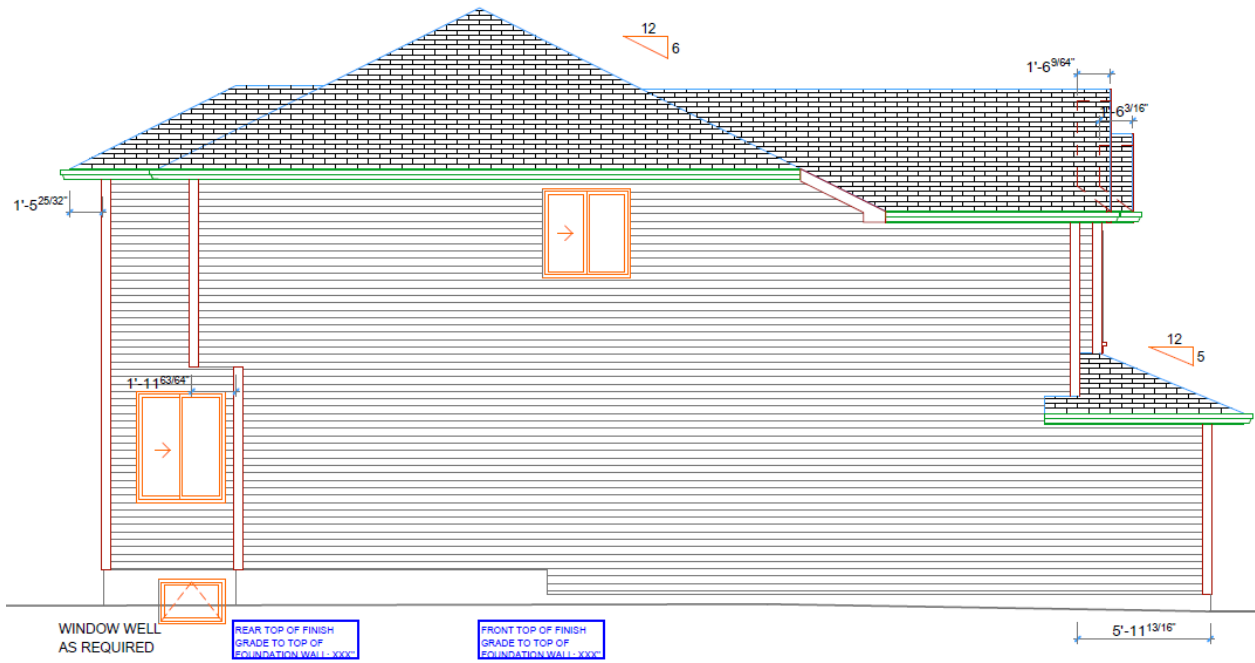 12
6
1'-6 9/64"
1'-6 3/16"
1'-5 25/32"
12
5
1'-11 63/64"
WINDOW WELL
AS REQUIRED
REAR TOP OF FINISH
GRADE TO TOP OF
FOUNDATION WALL: XXX"
FRONT TOP OF FINISH
GRADE TO TOP OF
FOUNDATION WALL: XXX"
5'-11 13/16"